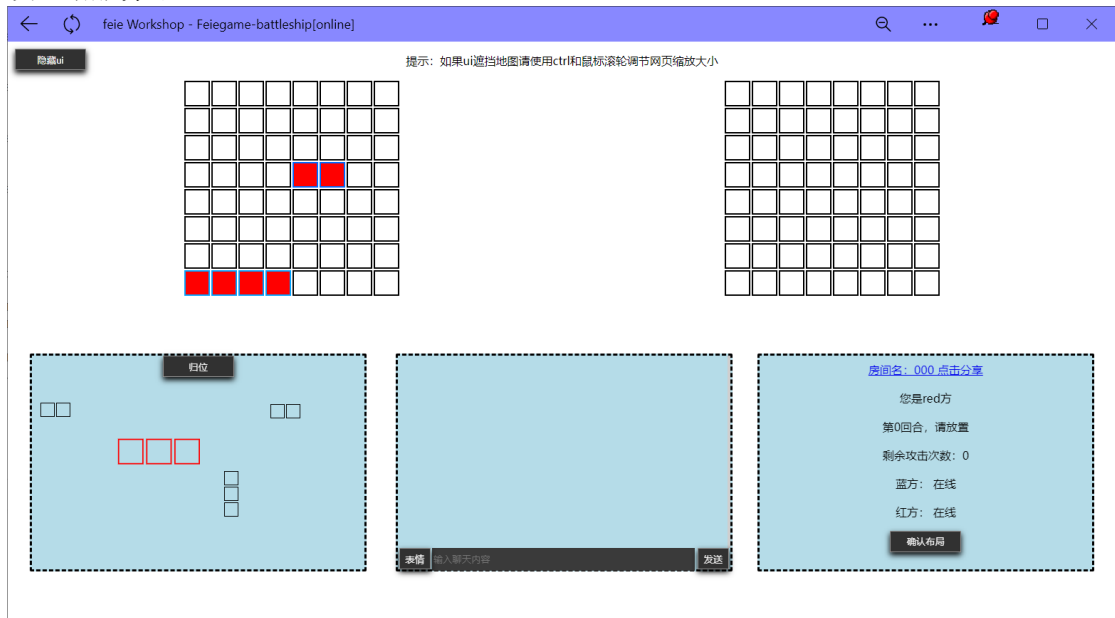 feie Workshop - Feiegame-battleship[online]
隐藏ui
提示：如果ui遮挡地图请使用ctrl和鼠标滚轮调节网页缩放大小
归位
表情
输入聊天内容
发送
房间名：000 点击分享
您是red方
第0回合，请放置
剩余攻击次数：0
蓝方： 在线
红方： 在线
确认布局